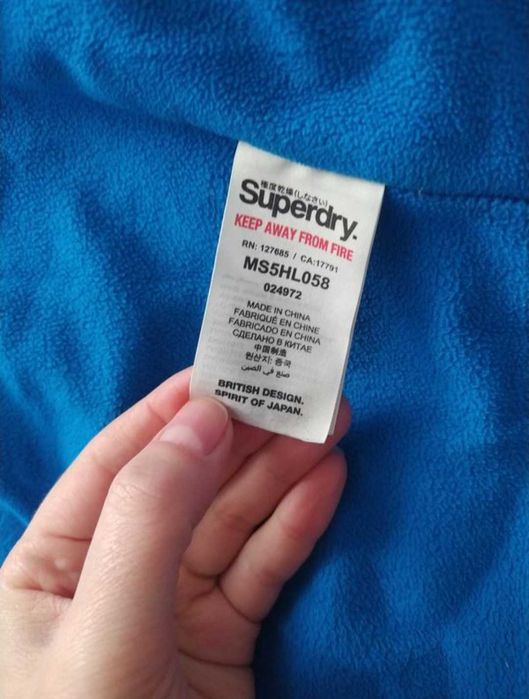 極度乾燥(しなさい)
Superdry.
KEEP AWAY FROM FIRE
RN: 127685 / CA:17791
MS5HL058
024972
MADE IN CHINA
FABRIQUÉ EN CHINE
FABRICADO EN CHINA
СДЕЛАНО В КИТАЕ
中国制造
원산지: 중국
صنع في الصين
BRITISH DESIGN.
SPIRIT OF JAPAN.